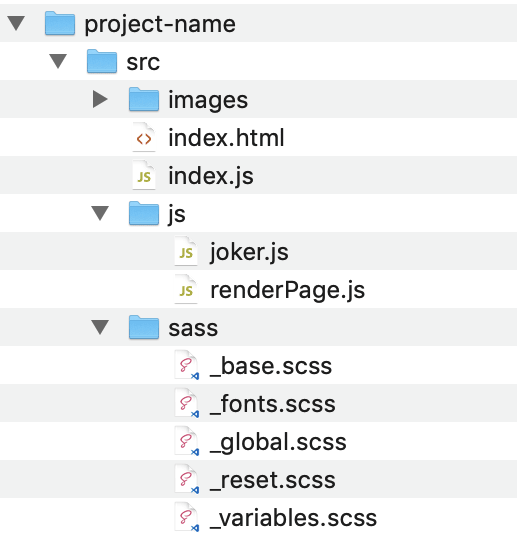 project-name
src
images
index.html
index.js
js
JS joker.js
JS renderPage.js
sass
_base.scss
_fonts.scss
_global.scss
_reset.scss
_variables.scss